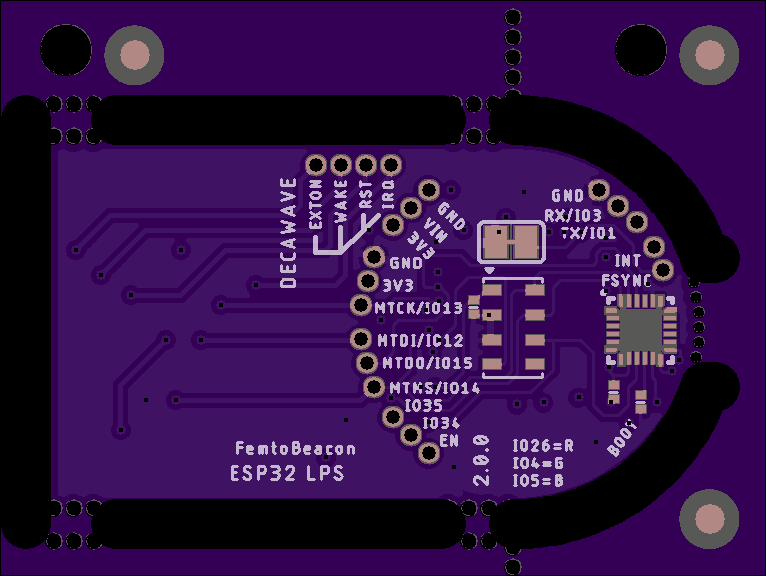 DECAWAVE
EXTON
WAKE
RST
IRQ
GND
VIN
3V3
GND
3V3
MTCK/IO13
MTDI/IO12
MTDO/IO15
MTKS/IO14
IO35
IO34
EN
GND
RX/IO3
TX/IO1
INT
FSYNC
BOOT
FemtoBeacon
ESP32 LPS
2.0.0
IO26=R
IO4=G
IO5=B